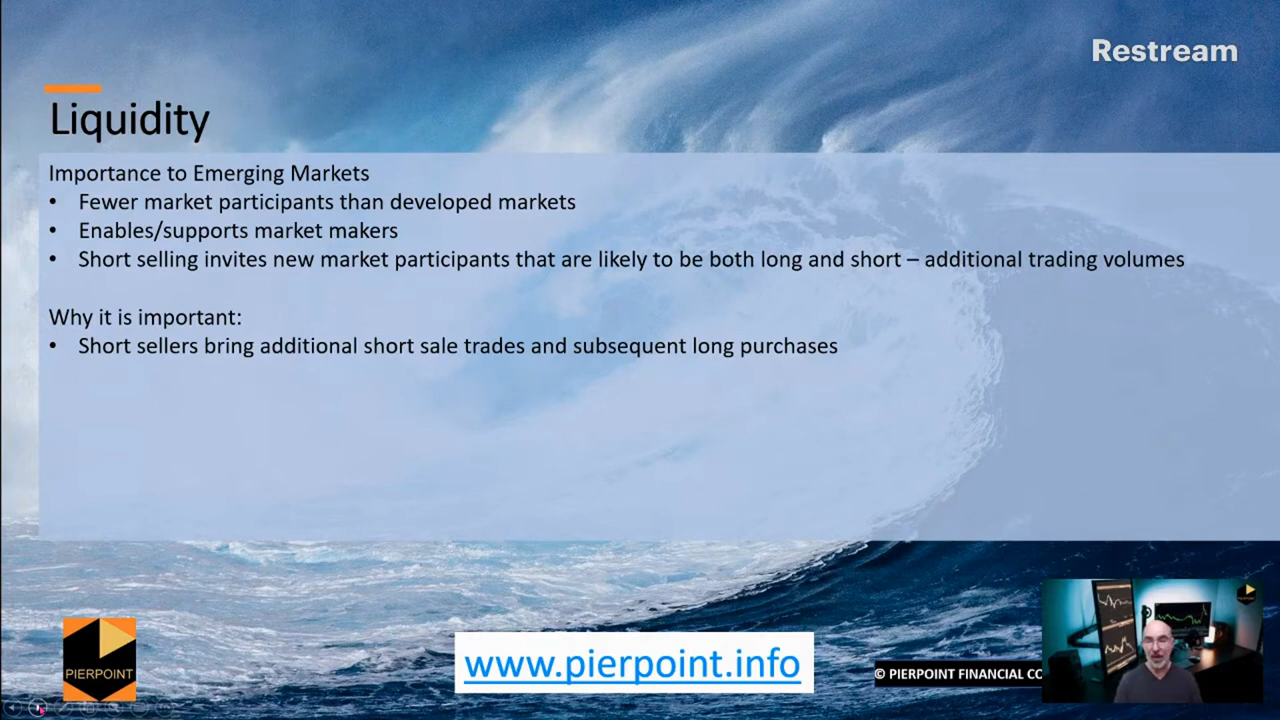 Restream
Liquidity
Importance to Emerging Markets
• Fewer market participants than developed markets
• Enables/supports market makers
• Short selling invites new market participants that are likely to be both long and short – additional trading volumes
Why it is important:
• Short sellers bring additional short sale trades and subsequent long purchases
PIERPOINT
www.pierpoint.info
© PIERPOINT FINANCIAL CO
PIERPOINT